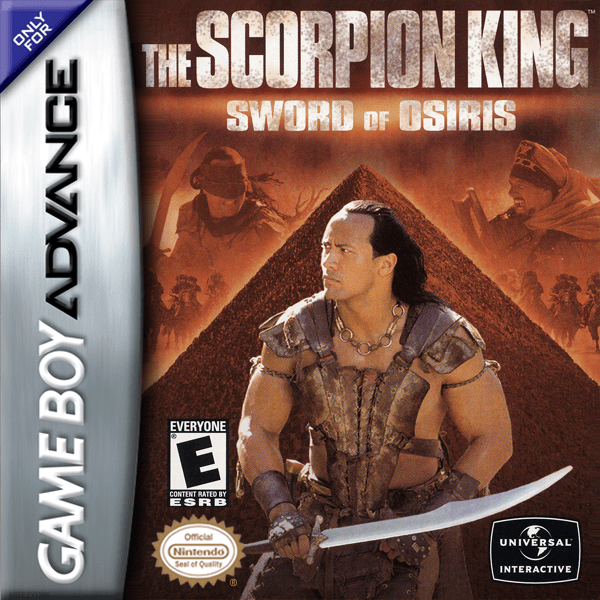 ONLY
FOR
GAME BOY ADVANCE
THE SCORPION KING™
SWORD OF OSIRIS
EVERYONE
E
®
CONTENT RATED BY
ESRB
Official
Nintendo
Seal of Quality
®
UNIVERSAL
INTERACTIVE